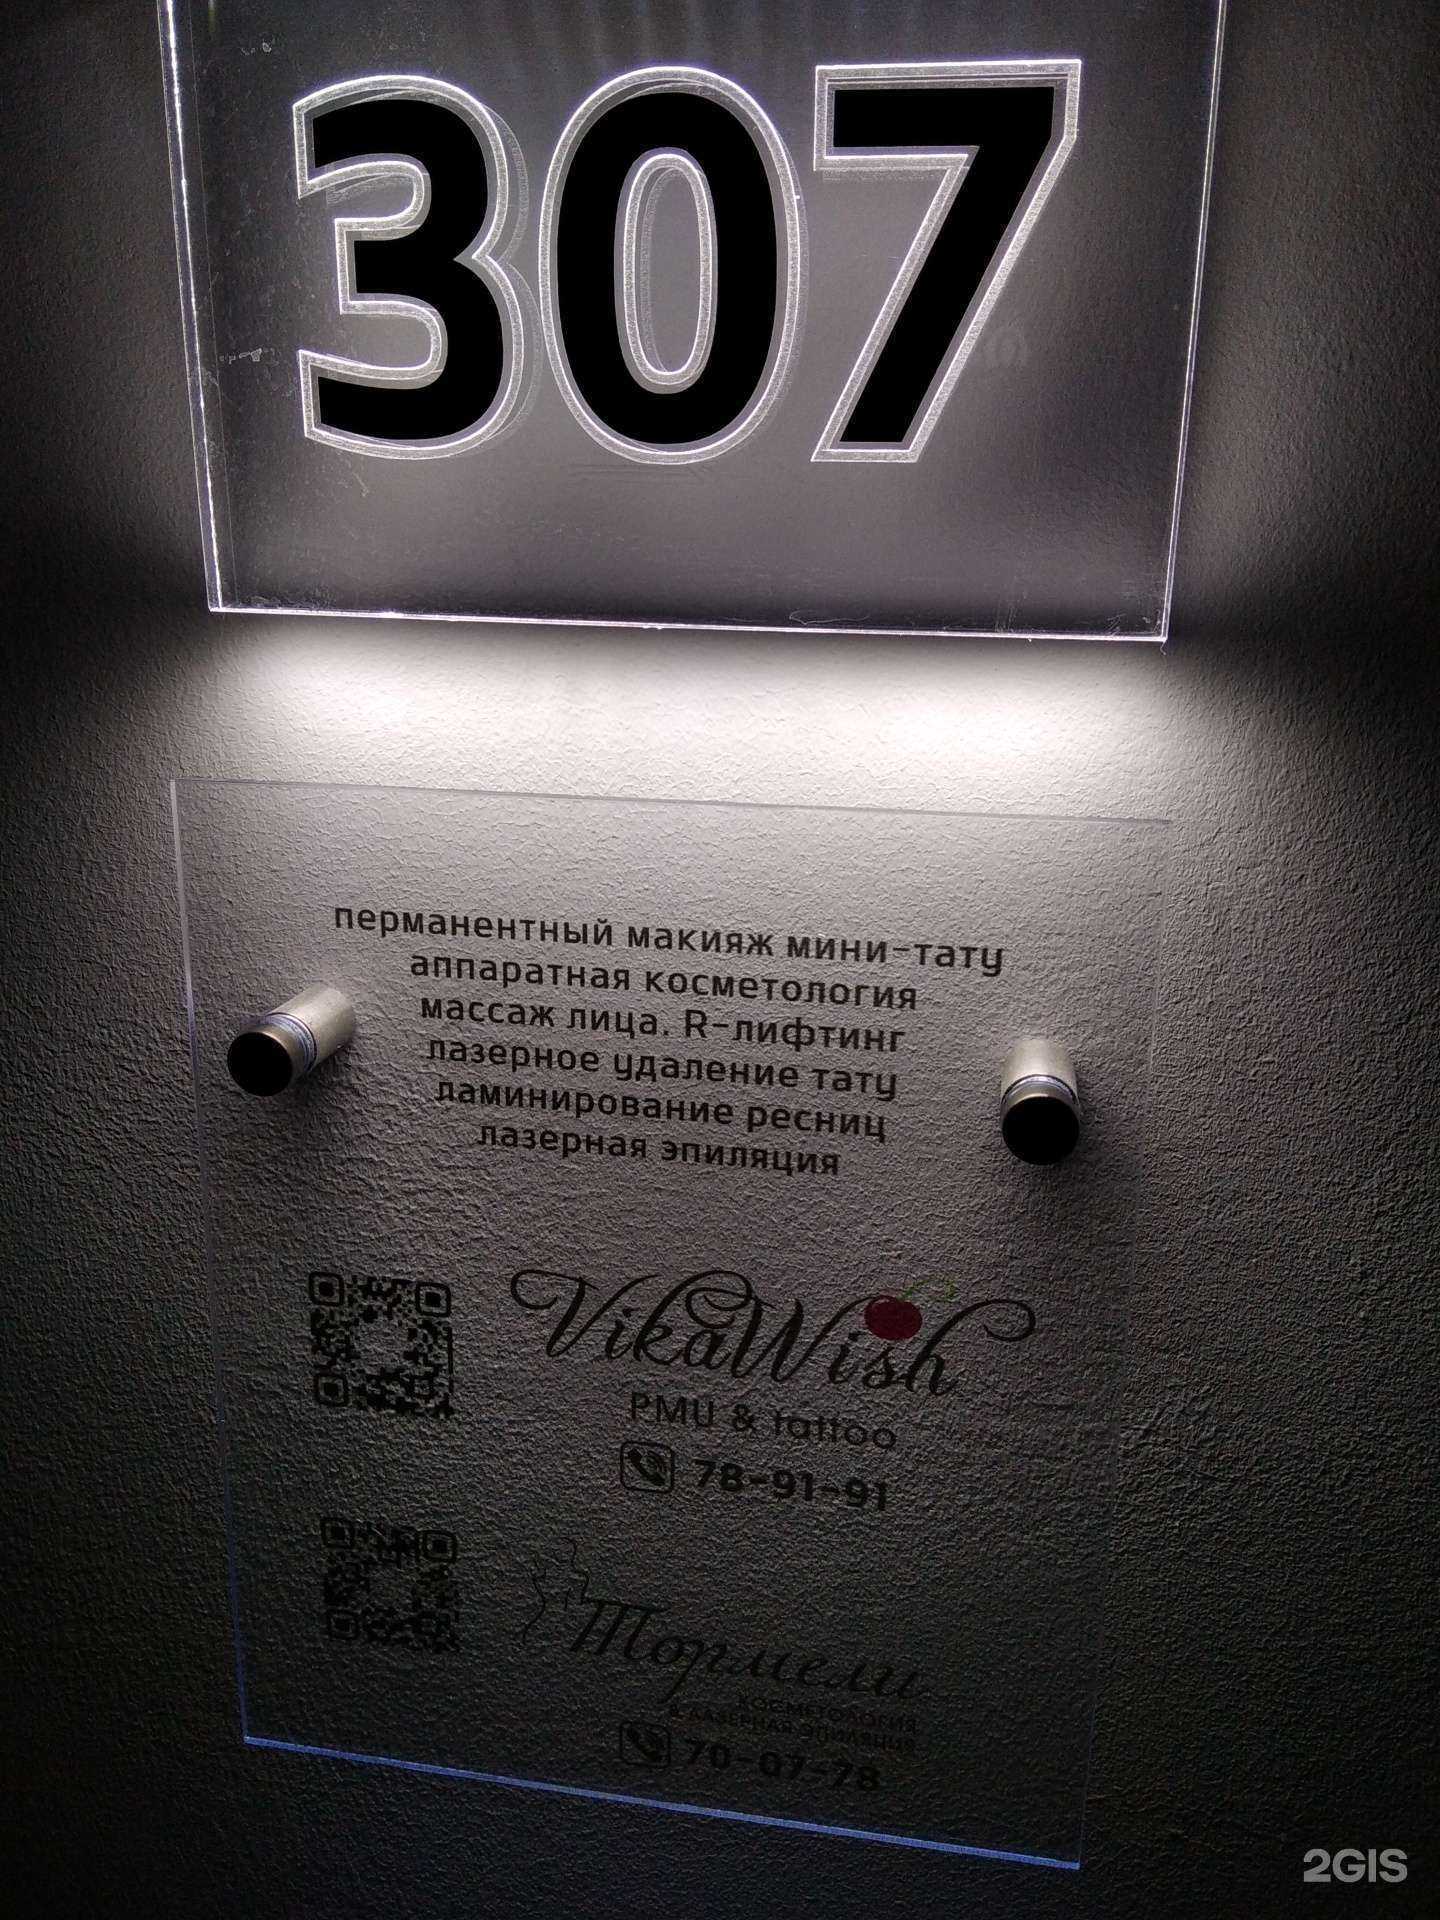 307
перманентный макияж мини-тату
аппаратная косметология
массаж лица. R-лифтинг
лазерное удаление тату
ламинирование ресниц
лазерная эпиляция
VikaWish
PMU & tattoo
78-91-91
Тормели
косметология
& лазерная эпиляция
70-07-78
2GIS